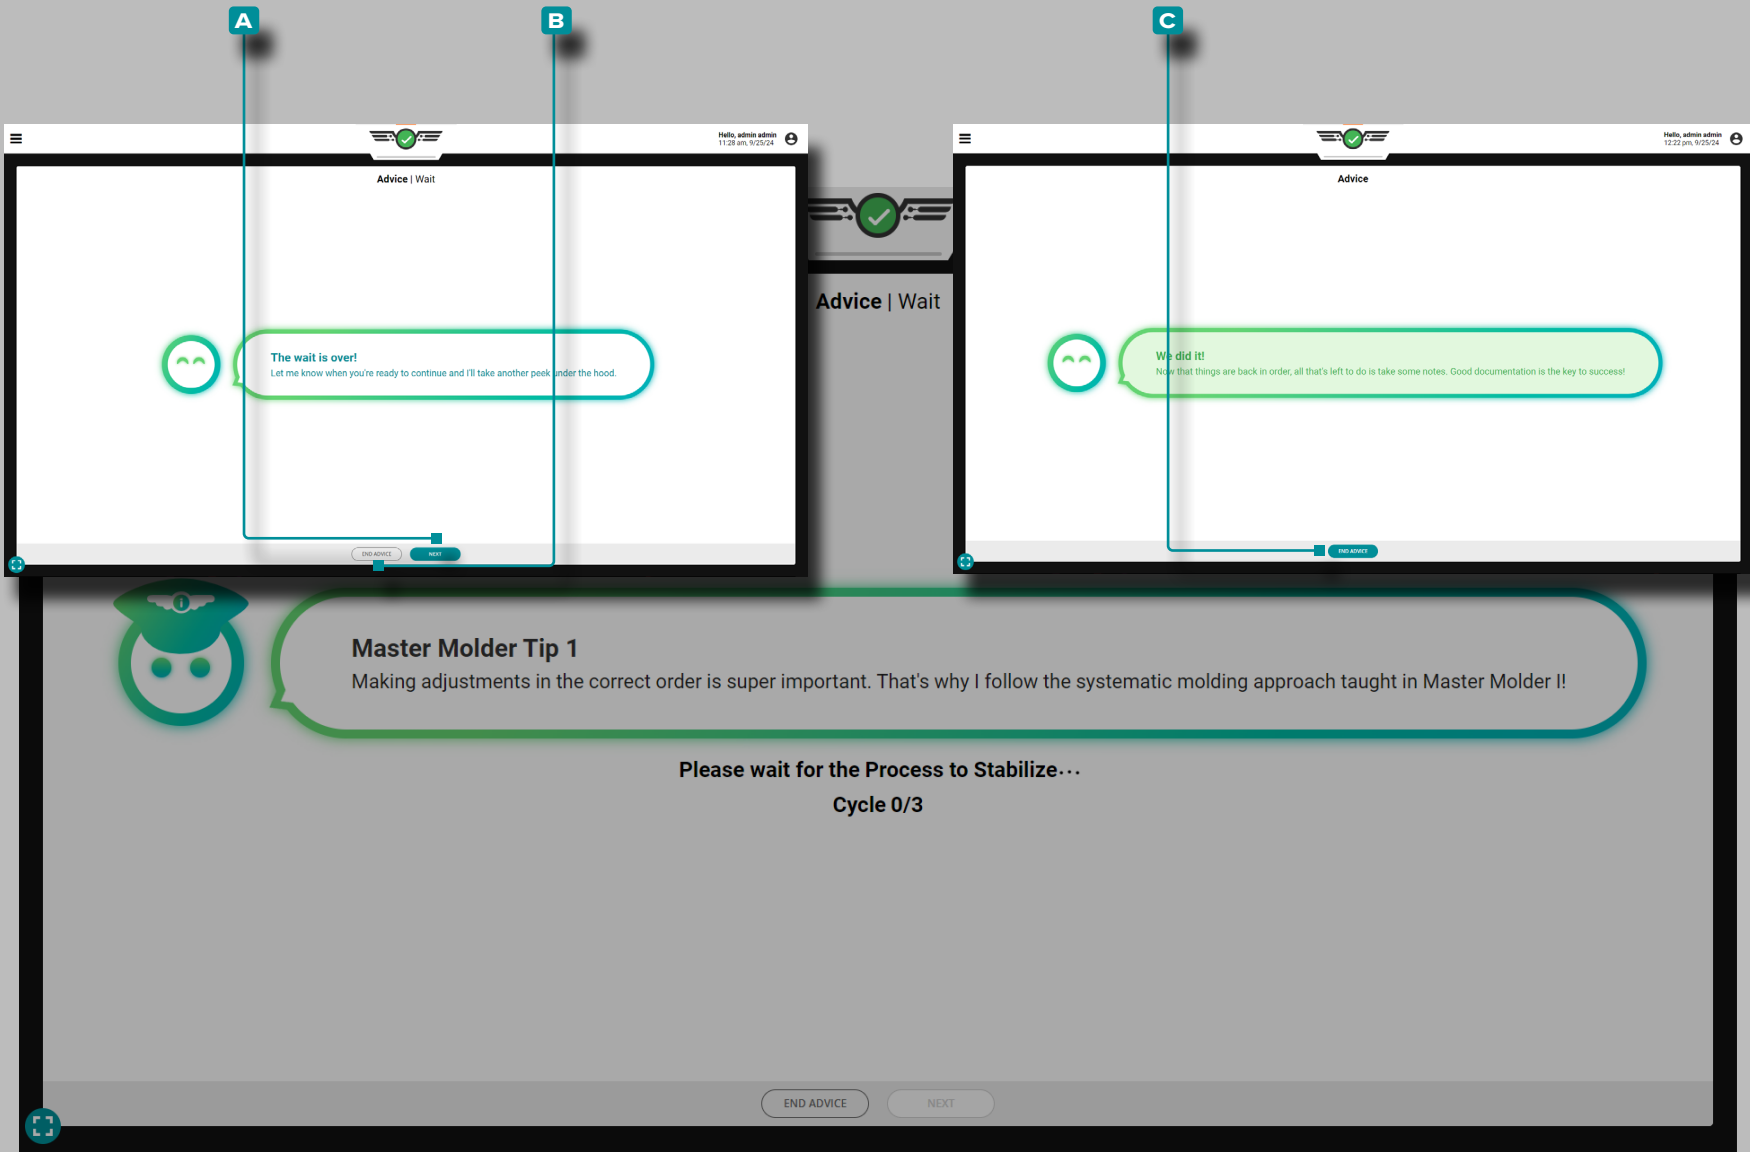 A
B
C
Hello, admin admin
11:28 am, 9/25/24
Advice | Wait
The wait is over!
Let me know when you're ready to continue and I'll take another peek under the hood.
END ADVICE
NEXT
Hello, admin admin
12:22 pm, 9/25/24
Advice
We did it!
Now that things are back in order, all that's left to do is take some notes. Good documentation is the key to success!
END ADVICE
Advice | Wait
Master Molder Tip 1
Making adjustments in the correct order is super important. That's why I follow the systematic molding approach taught in Master Molder I!
Please wait for the Process to Stabilize...
Cycle 0/3
END ADVICE
NEXT